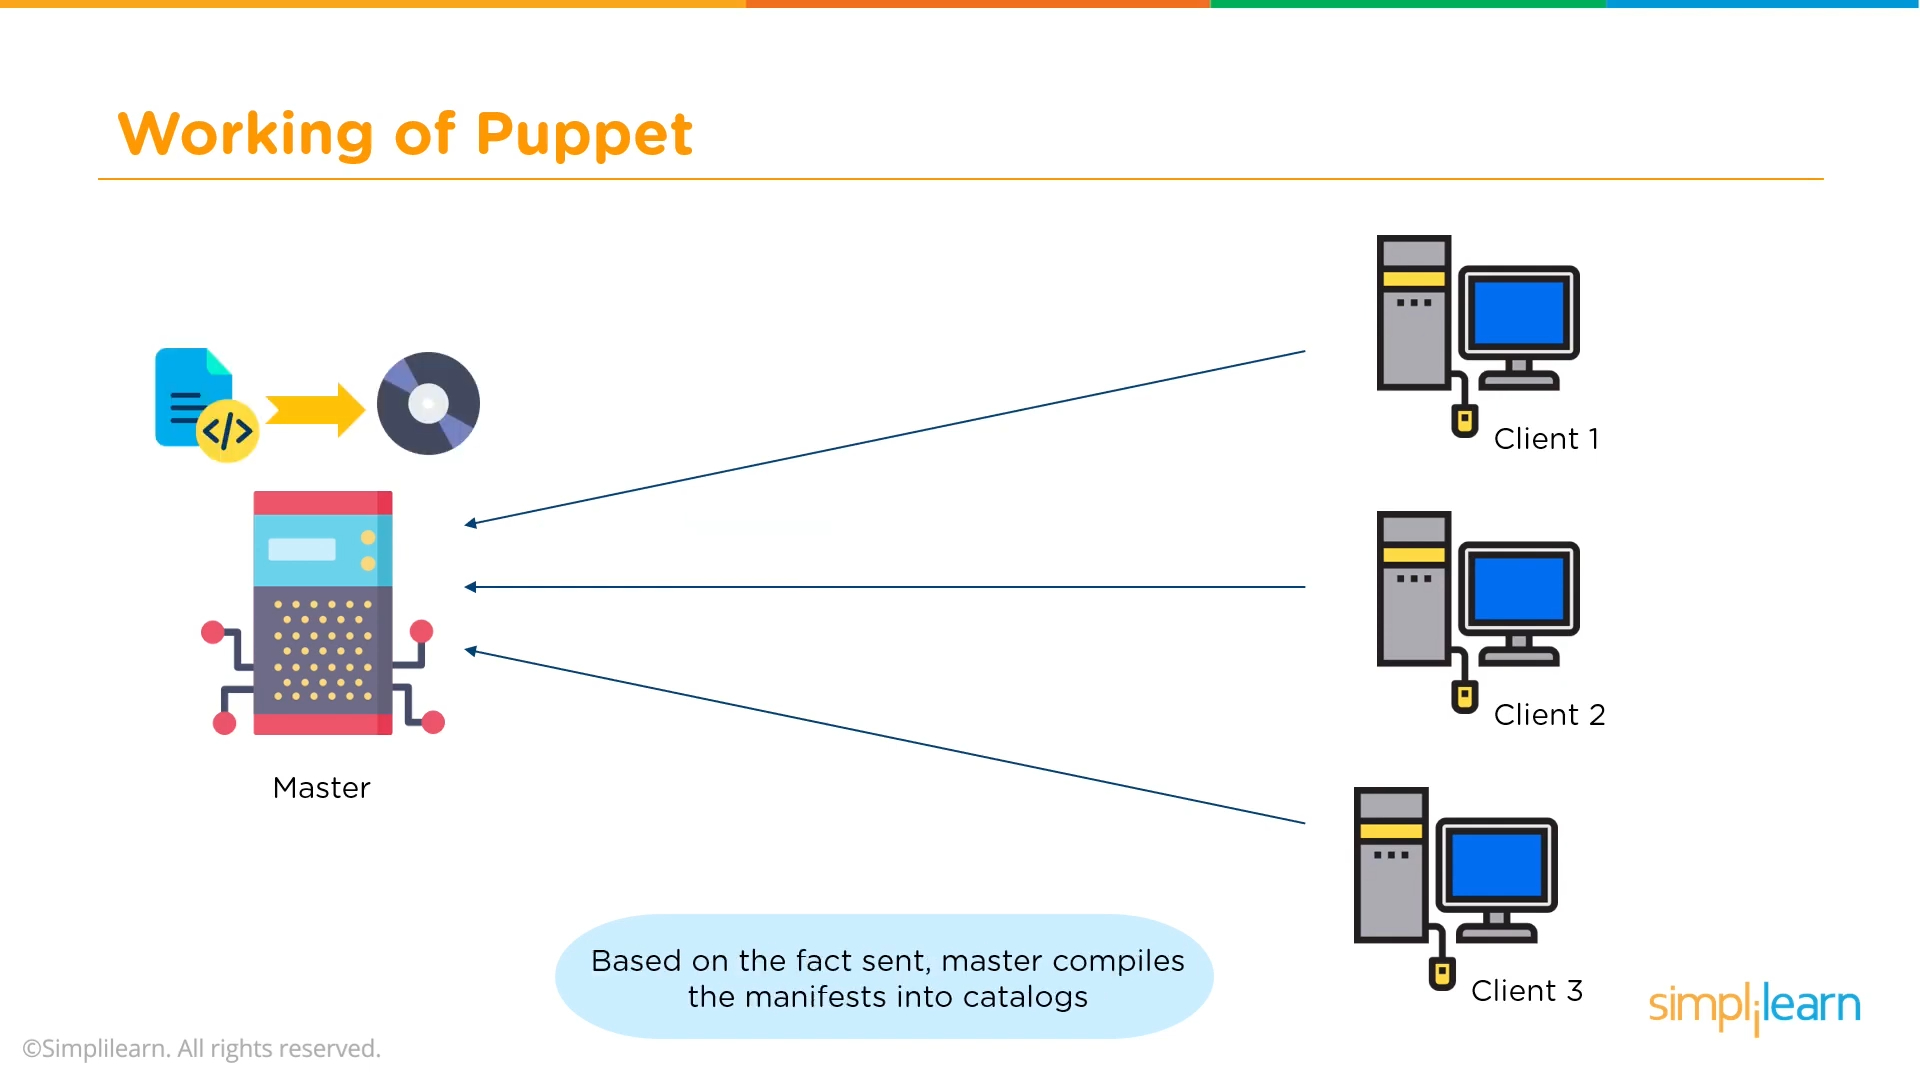 Working of Puppet
Client 1
</>
Client 2
Master
Client 3
Based on the fact sent, master compiles
the manifests into catalogs
simplilearn
©Simplilearn. All rights reserved.